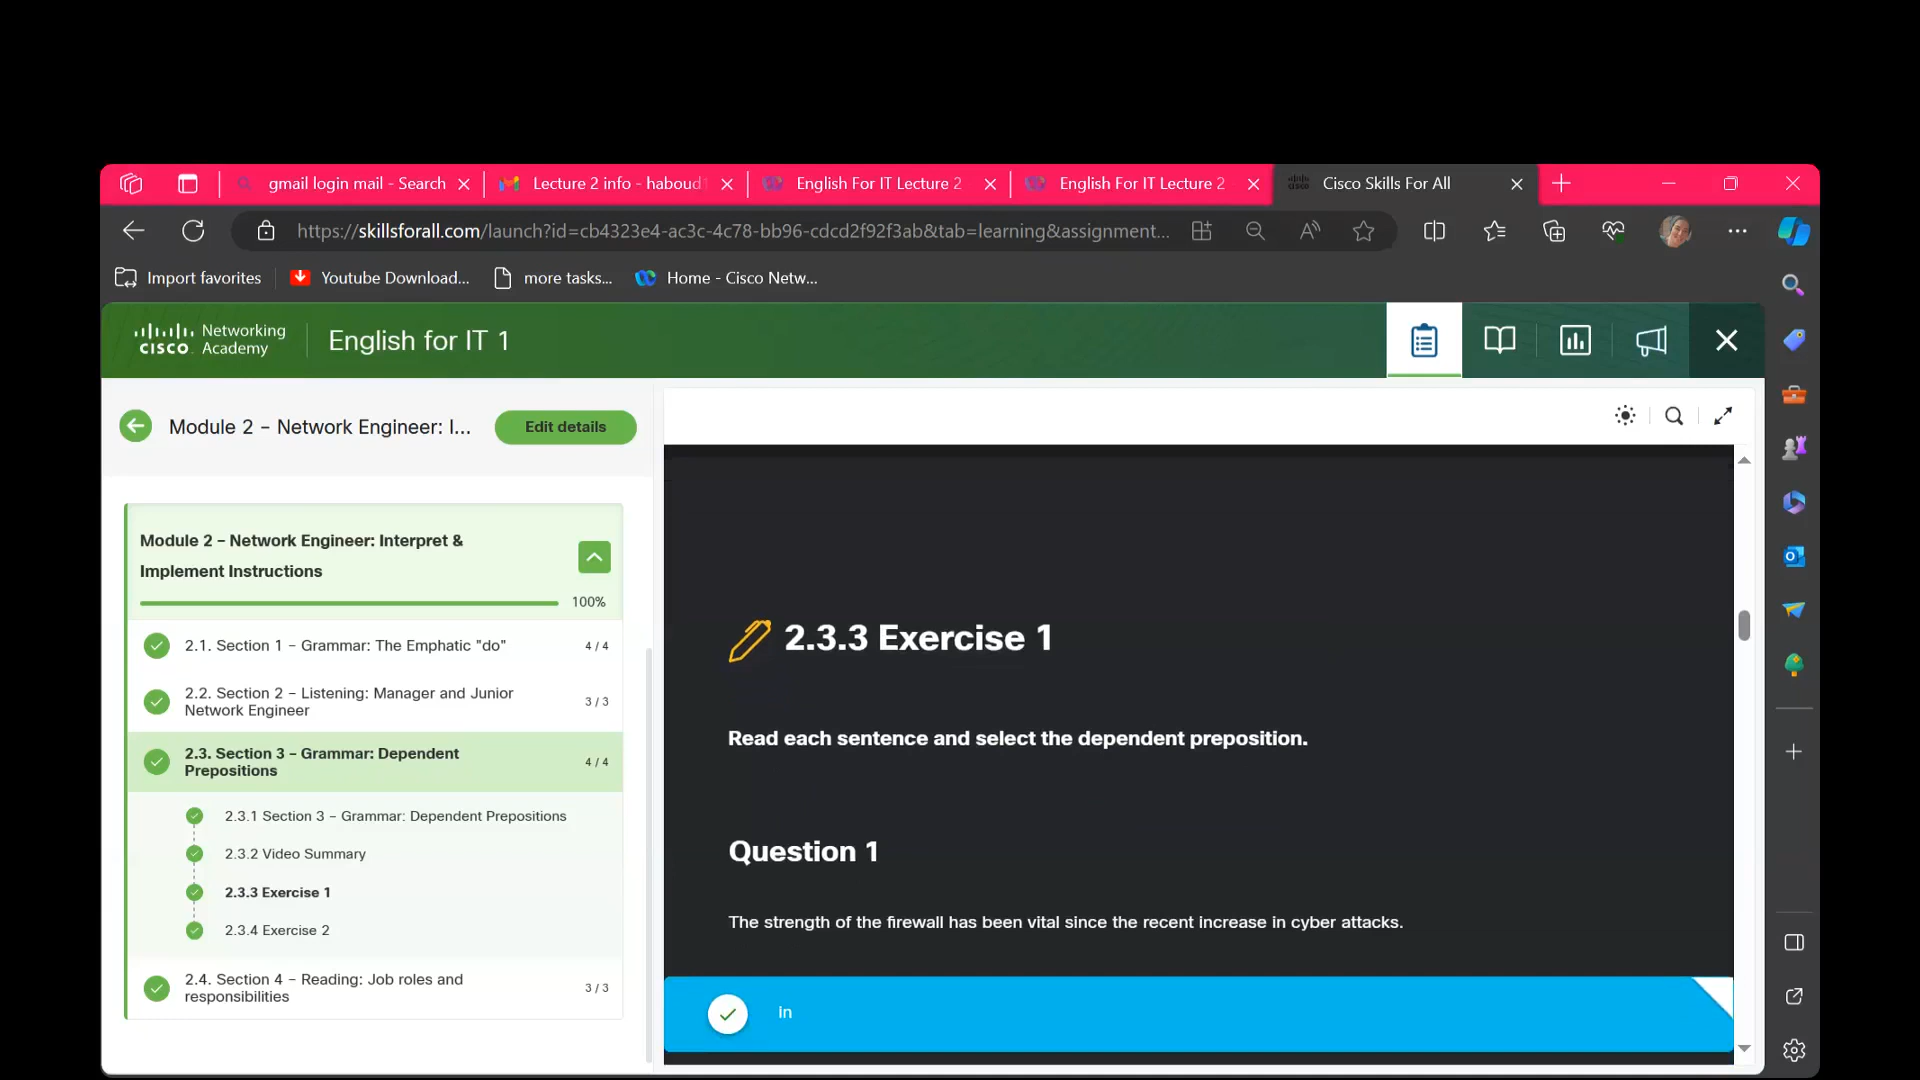 gmail login mail - Search
Lecture 2 info - haboud
English For IT Lecture 2
English For IT Lecture 2
Cisco Skills For All
https://skillsforall.com/launch?id=cb4323e4-ac3c-4c78-bb96-cdcd2f92f3ab&tab=learning&assignment...
Import favorites
Youtube Download...
more tasks...
Home - Cisco Netw...
CISCO Networking Academy
English for IT 1
Module 2 – Network Engineer: I...
Edit details
Module 2 – Network Engineer: Interpret &
Implement Instructions
100%
2.1. Section 1 – Grammar: The Emphatic "do"
4 / 4
2.2. Section 2 – Listening: Manager and Junior
Network Engineer
3 / 3
2.3. Section 3 – Grammar: Dependent
Prepositions
4 / 4
2.3.1 Section 3 – Grammar: Dependent Prepositions
2.3.2 Video Summary
2.3.3 Exercise 1
2.3.4 Exercise 2
2.4. Section 4 – Reading: Job roles and
responsibilities
3 / 3
2.3.3 Exercise 1
Read each sentence and select the dependent preposition.
Question 1
The strength of the firewall has been vital since the recent increase in cyber attacks.
in